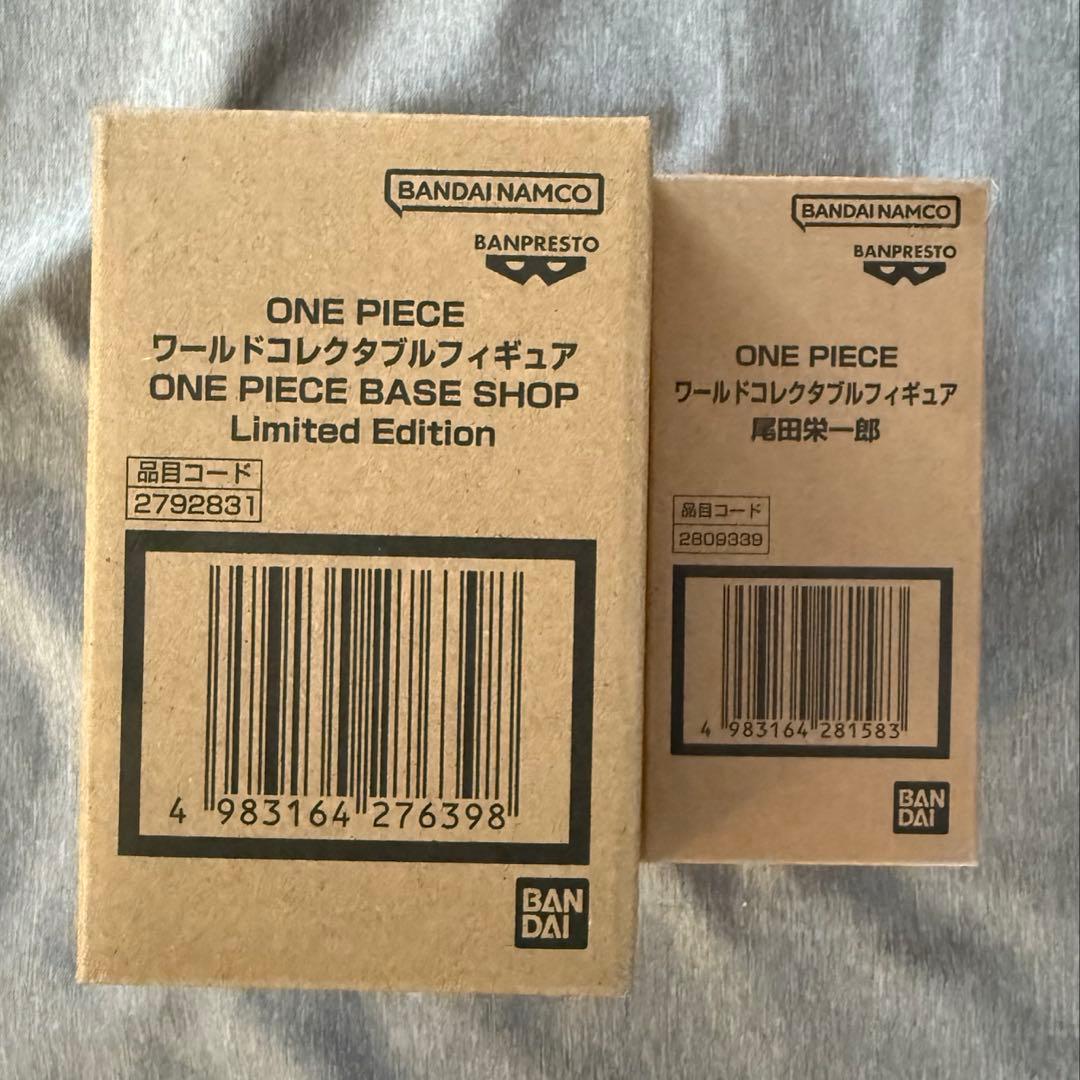 BANDAI NAMCO
BANPRESTO
ONE PIECE
ワールドコレクタブルフィギュア
ONE PIECE BASE SHOP
Limited Edition
品目コード
2792831
4 983164 276398
BAN
DAI
BANDAI NAMCO
BANPRESTO
ONE PIECE
ワールドコレクタブルフィギュア
尾田栄一郎
品目コード
2809339
4 983164 281583
BAN
DAI